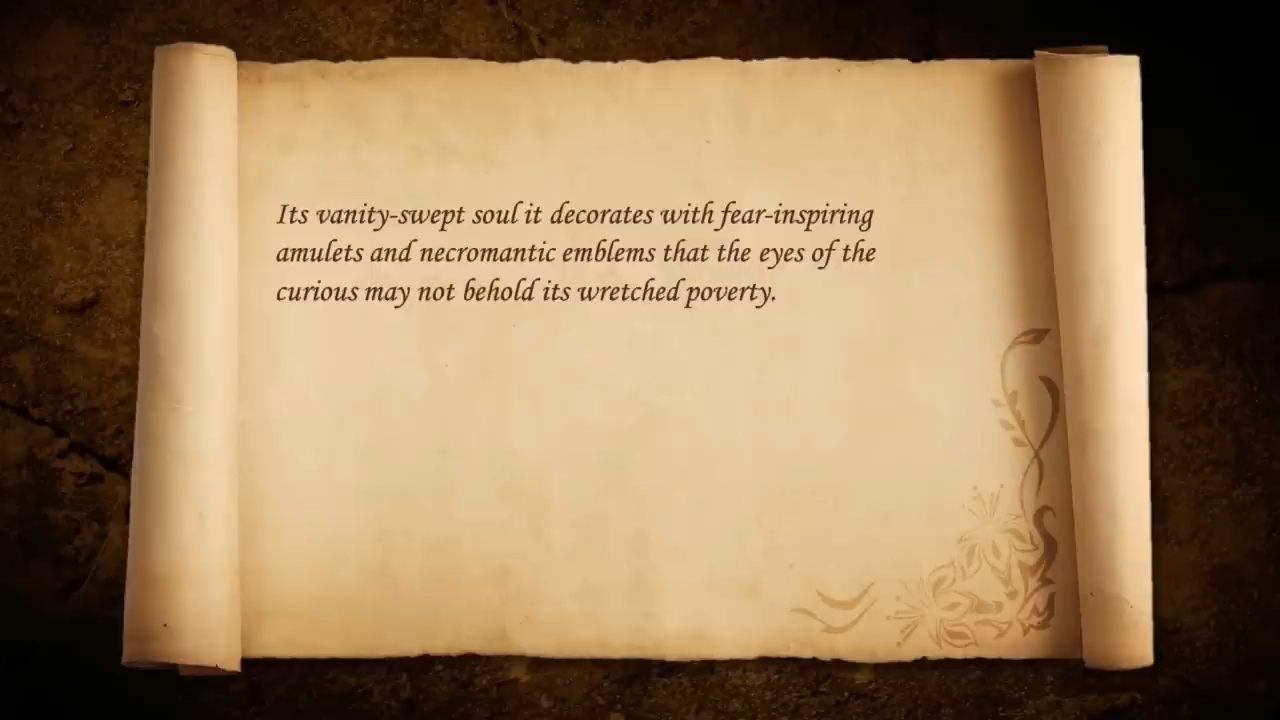 Its vanity-swept soul it decorates with fear-inspiring
amulets and necromantic emblems that the eyes of the
curious may not behold its wretched poverty.